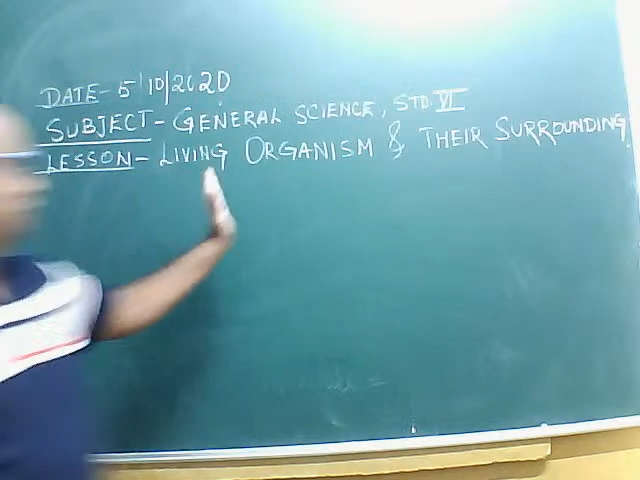 DATE- 5/10/2020
SUBJECT- GENERAL SCIENCE, STD. VI
LESSON- LIVING ORGANISM & THEIR SURROUNDING.